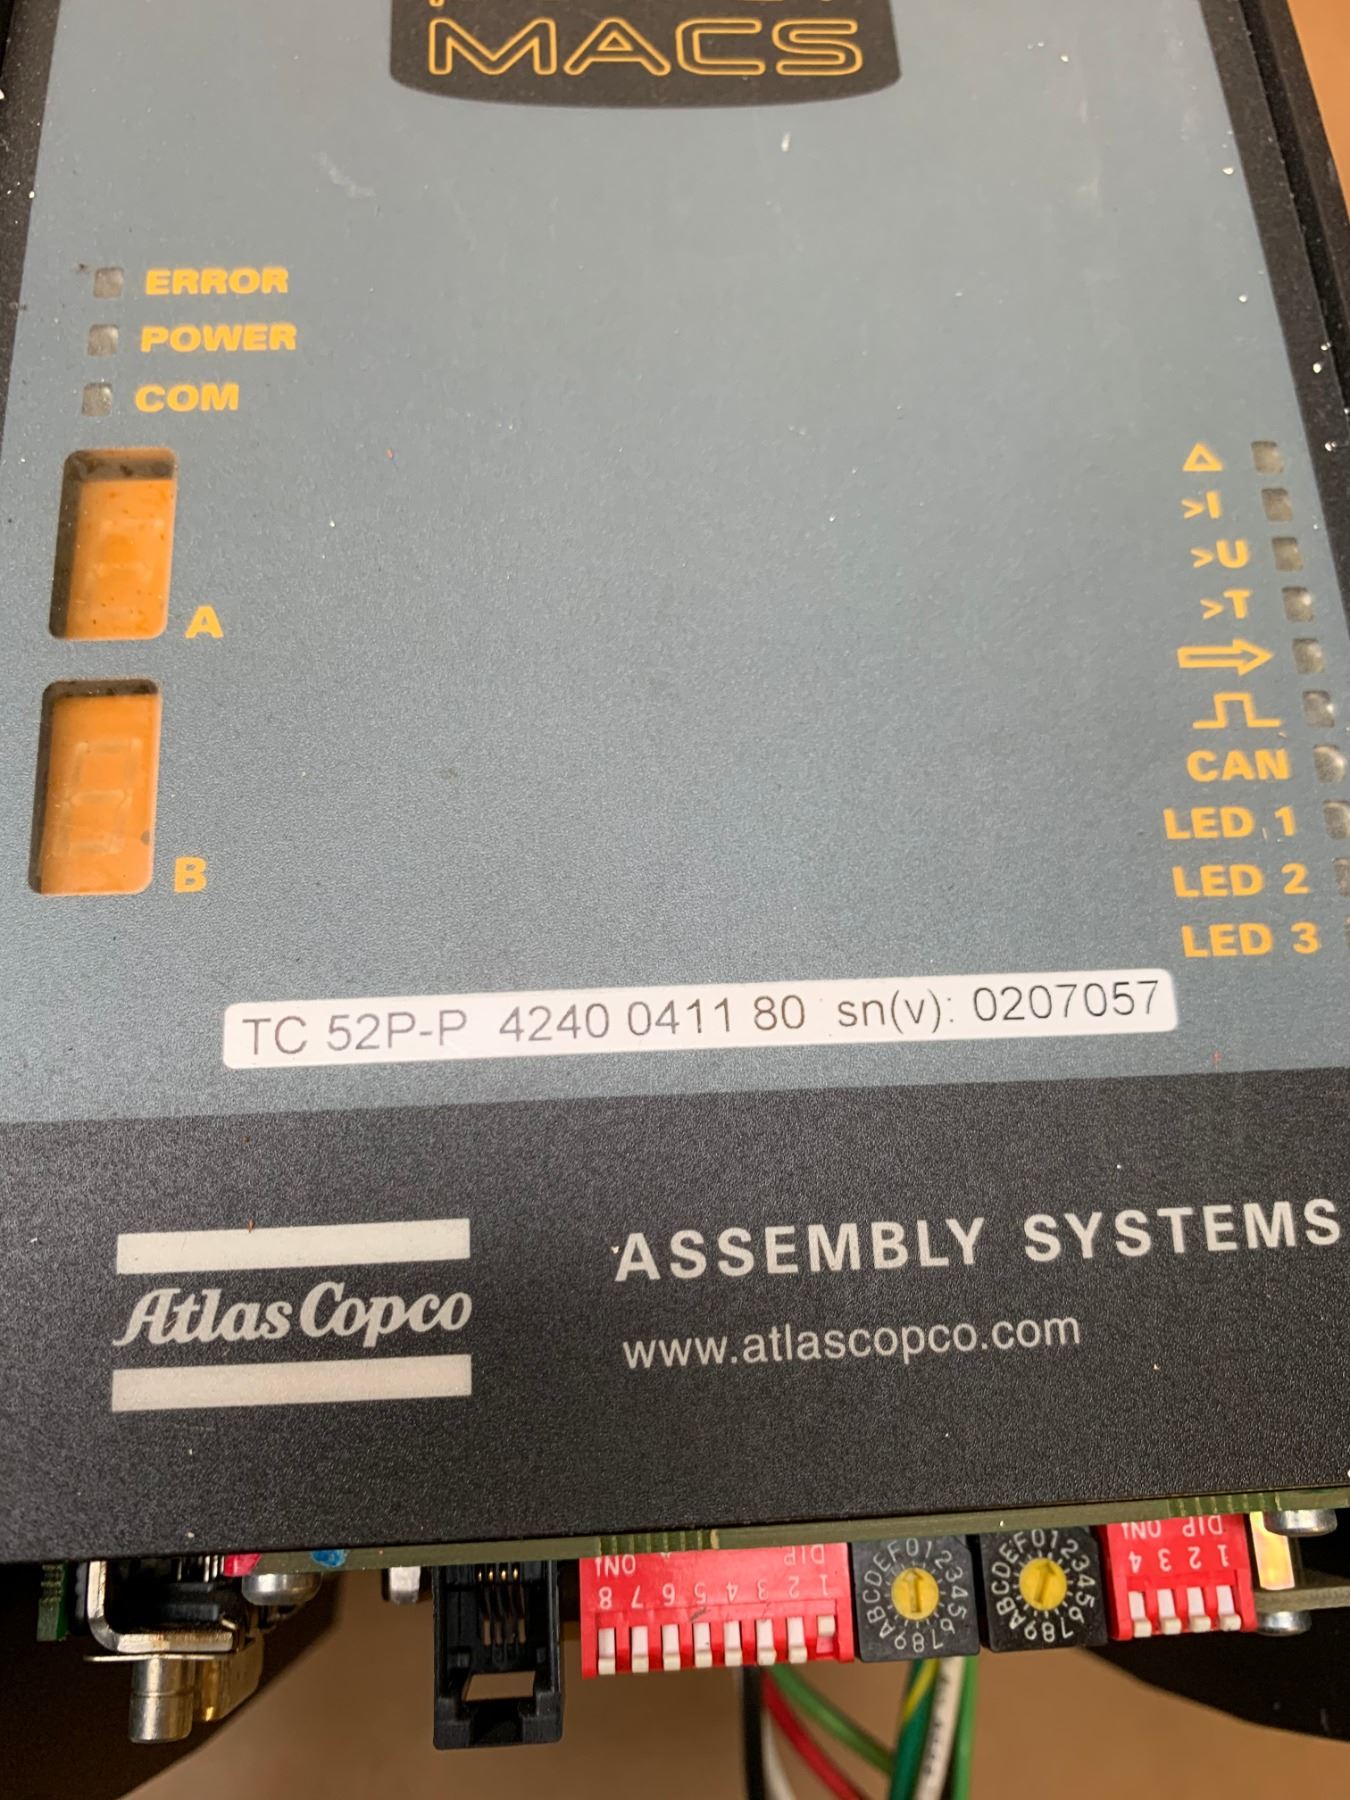 MACS
ERROR
POWER
COM
A
B
>I
>U
>T
CAN
LED 1
LED 2
LED 3
TC 52P-P 4240 0411 80 sn(v): 0207057
Atlas Copco
ASSEMBLY SYSTEMS
www.atlascopco.com
ON DIP
1 2 3 4 5 6 7 8
0123456789ABCDEF
0123456789ABCDEF
ON DIP
1 2 3 4